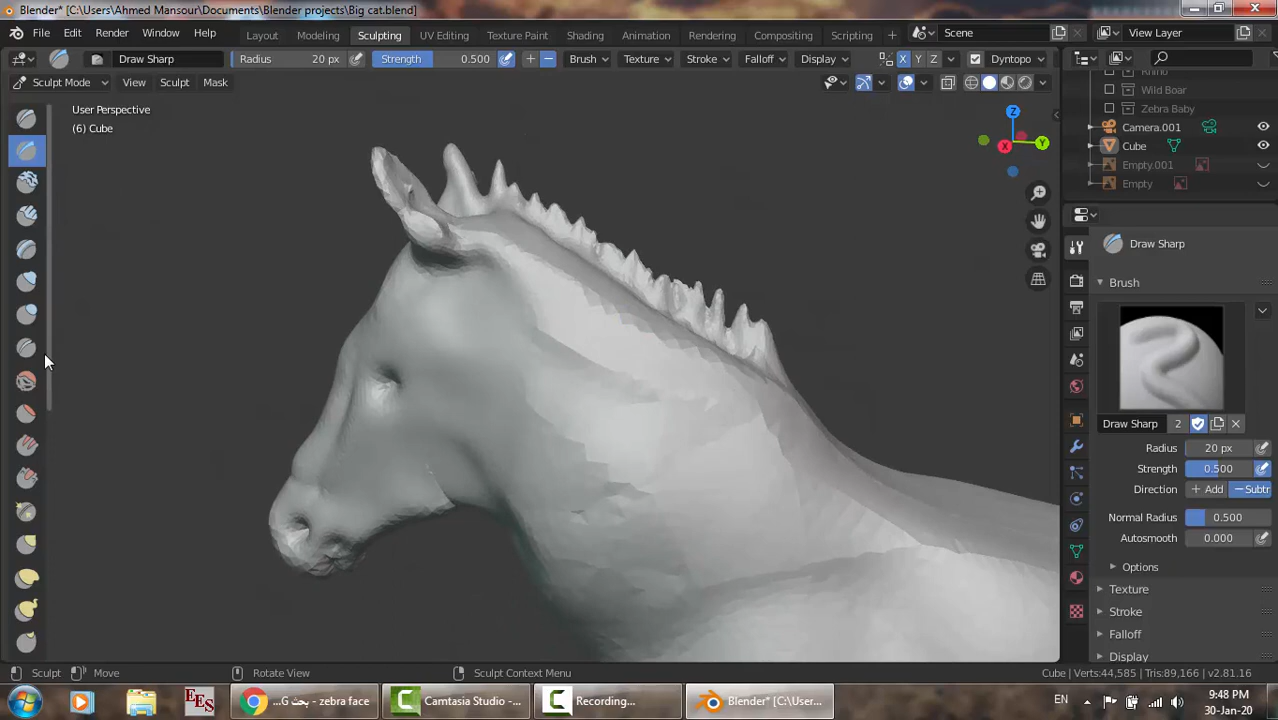 Blender* [C:\Users\Ahmed Mansour\Documents\Blender projects\Big cat.blend]
File Edit Render Window Help Layout Modeling Sculpting UV Editing Texture Paint Shading Animation Rendering Compositing Scripting Scene View Layer
Draw Sharp Radius 20 px Strength 0.500 Brush Texture Stroke Falloff Display X Y Z Dyntopo
Sculpt Mode View Sculpt Mask
User Perspective
(6) Cube
Z
Y
X
Wild Boar
Zebra Baby
Camera.001
Cube
Empty.001
Empty
Draw Sharp
Brush
Draw Sharp 2
Radius 20 px
Strength 0.500
Direction + Add −Subtr
Normal Radius 0.500
Autosmooth 0.000
Options
Texture
Stroke
Falloff
Display
Sculpt Move Rotate View Sculpt Context Menu Cube | Verts:44,585 | Tris:89,166 | v2.81.16
EES ...G بحث - zebra face Camtasia Studio -... Recording... Blender* [C:\User... EN 9:48 PM
30-Jan-20